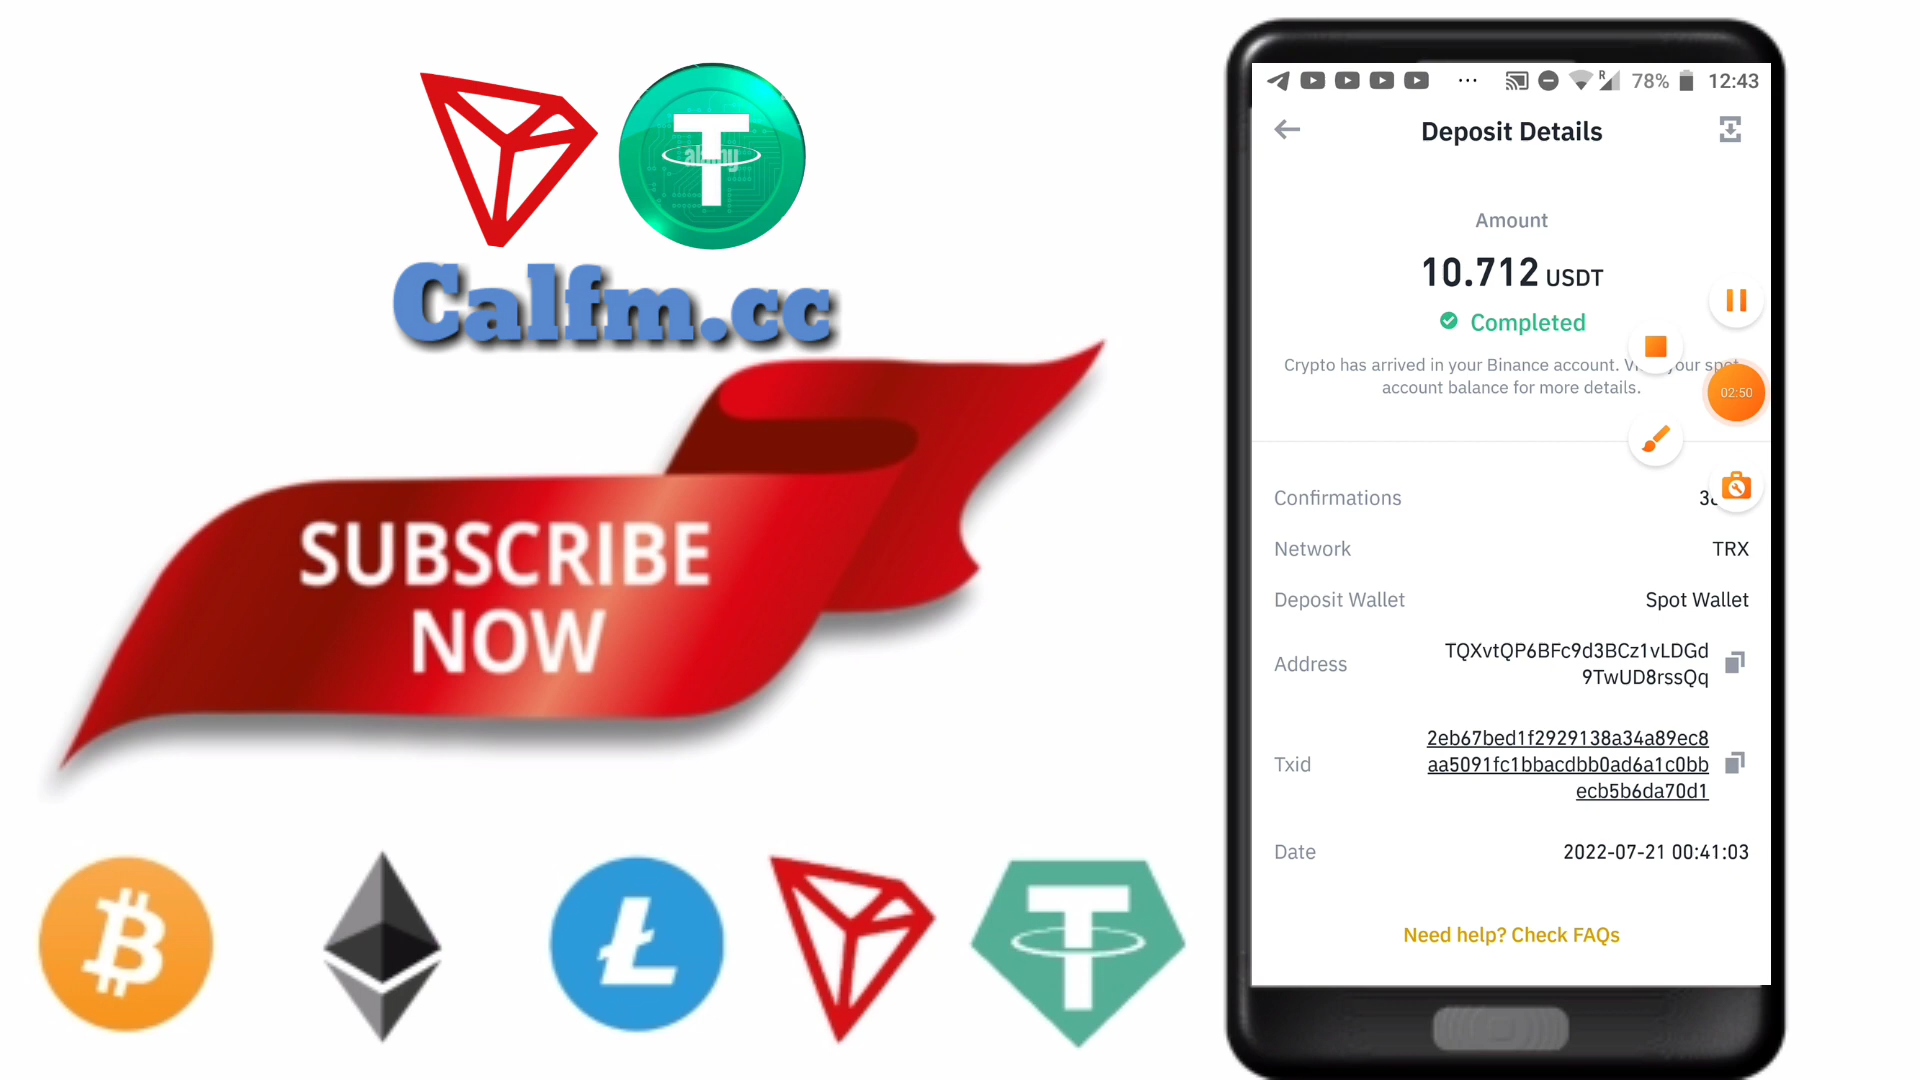 Calfm.cc
SUBSCRIBE
NOW
78% 12:43
Deposit Details
Amount
10.712 USDT
Completed
Crypto has arrived in your Binance account. your
account balance for more details.
02:50
Confirmations
Network TRX
Deposit Wallet Spot Wallet
Address TQXvtQP6BFc9d3BCz1vLDGd
9TwUD8rssQq
Txid 2eb67bed1f2929138a34a89ec8
aa5091fc1bbacdbb0ad6a1c0bb
ecb5b6da70d1
Date 2022-07-21 00:41:03
Need help? Check FAQs